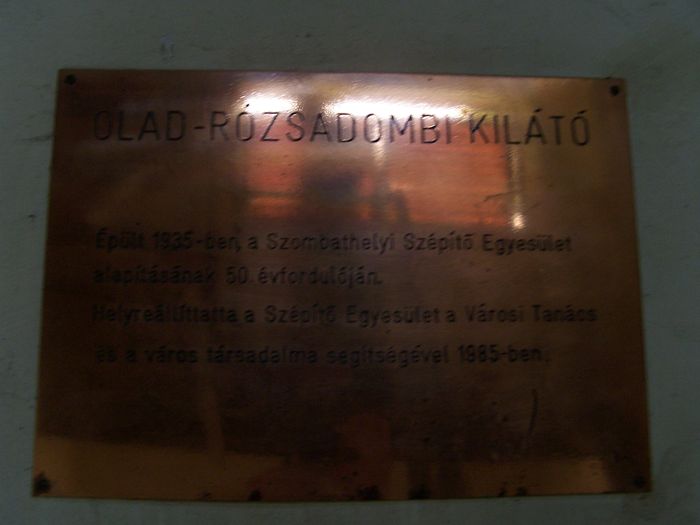 OLAD-RÓZSADOMBI KILÁTÓ
Épült 1935-ben, a Szombathelyi Szépítő Egyesület
alapításának 50. évfordulóján.
Helyreállíttatta a Szépítő Egyesület a Városi Tanács
és a város társadalma segítségével 1985-ben.